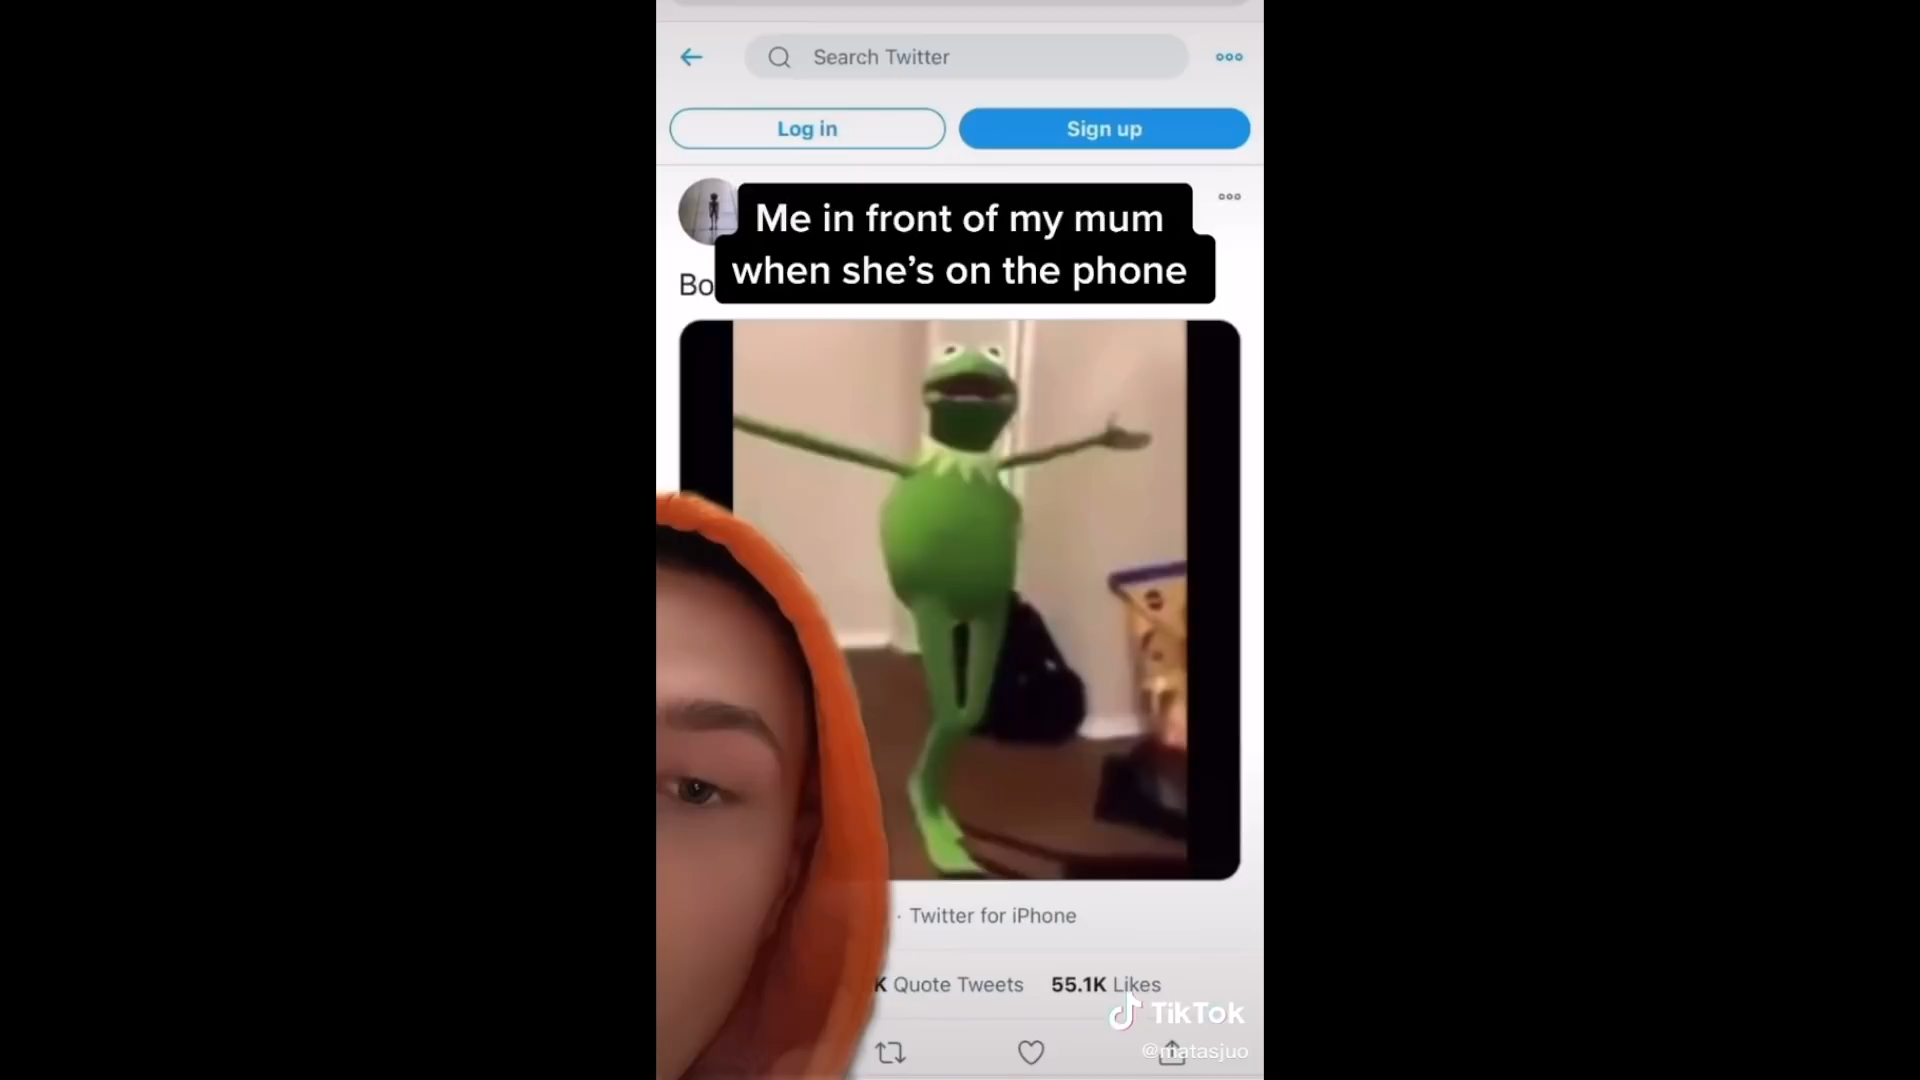 Search Twitter
Log in
Sign up
Me in front of my mum
when she's on the phone
Bo
· Twitter for iPhone
K Quote Tweets 55.1K Likes
TikTok
@matasjuo